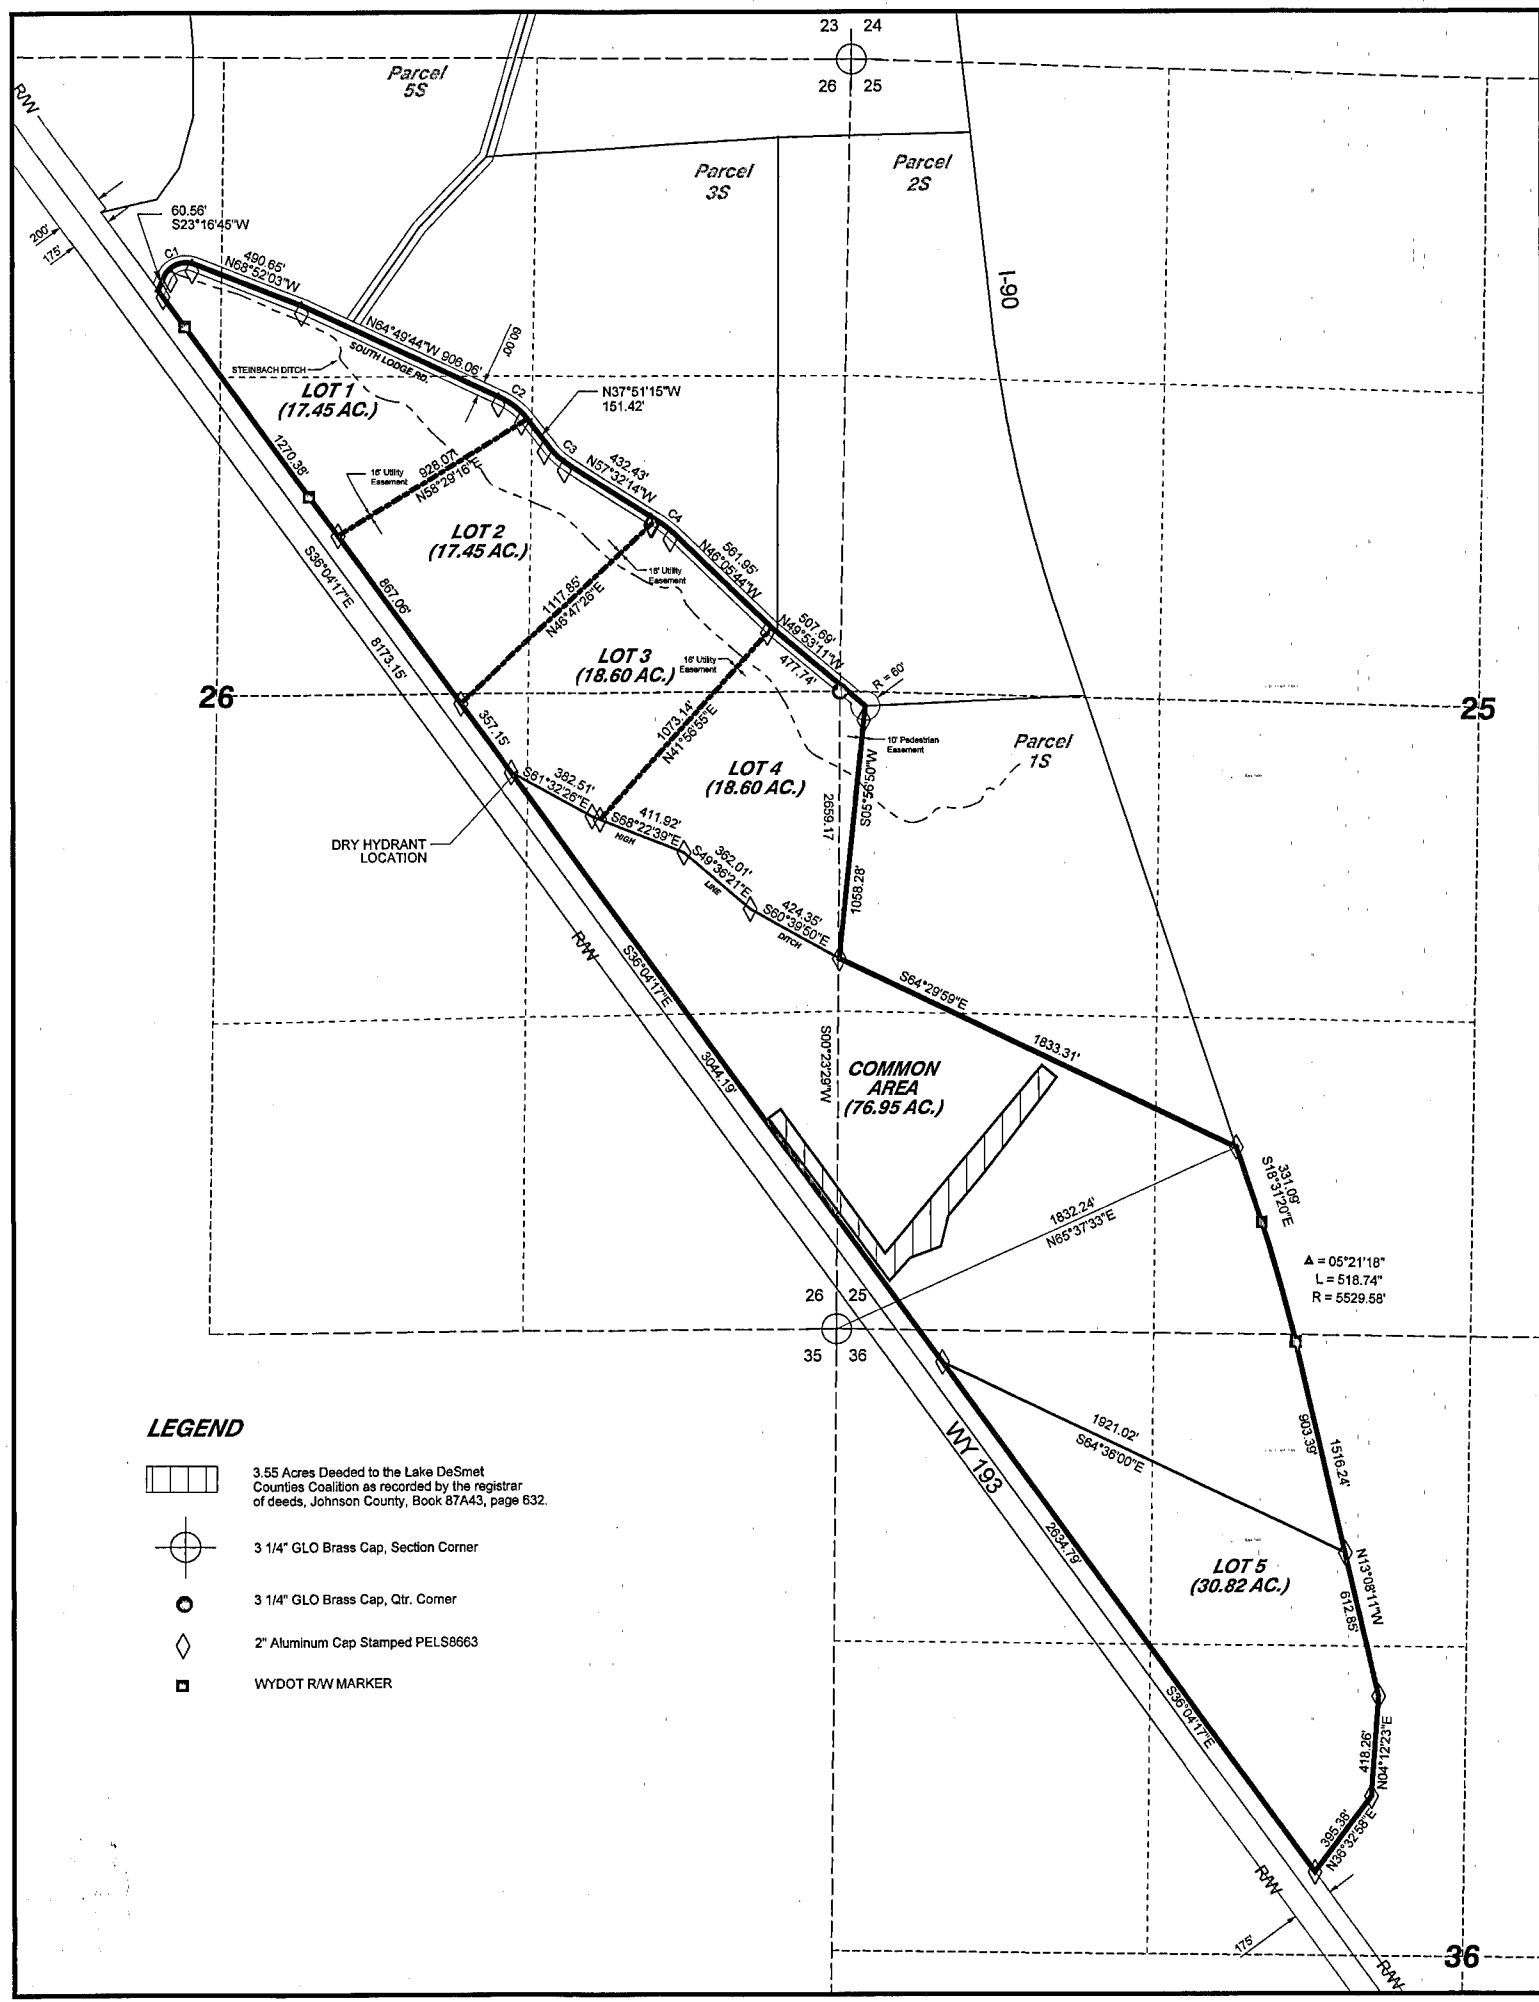 23 24
26 25
Parcel
5S
Parcel
3S
Parcel
2S
R/W
60.56'
S23°16'45"W
200'
175'
C1
490.65'
N68°52'03"W
N64°49'44"W 906.06'
SOUTH LODGE RD.
60.00'
I-90
STEINBACH DITCH
LOT 1
(17.45 AC.)
C2
N37°51'15"W
151.42'
C3
432.43'
N57°32'14"W
C4
1270.38'
16' Utility
Easement
928.07'
N58°29'16"E
LOT 2
(17.45 AC.)
561.95'
N46°05'44"W
16' Utility
Easement
S36°04'17"E
867.06'
1117.85'
N46°47'26"E
507.69'
N49°53'11"W
477.74'
R = 60'
8173.15'
LOT 3
(18.60 AC.)
16' Utility
Easement
26
25
357.15'
1073.14'
N41°56'55"E
10' Pedestrian
Easement
Parcel
1S
LOT 4
(18.60 AC.)
382.51'
S61°32'26"E
S05°56'50"W
2659.17
411.92'
S68°22'39"E
HIGH
DRY HYDRANT
LOCATION
362.01'
S49°36'21"E
LINE
1058.28'
424.35'
S60°39'50"E
DITCH
R/W
S36°04'17"E
S64°29'59"E
1833.31'
3044.19'
S00°23'29"W
COMMON
AREA
(76.95 AC.)
331.09'
S18°31'20"E
1832.24'
N65°37'33"E
Δ = 05°21'18"
L = 518.74"
R = 5529.58'
26 25
35 36
WY 193
1921.02'
S64°36'00"E
903.39'
1516.24'
2634.79'
LOT 5
(30.82 AC.)
N13°08'11"W
612.85'
S36°04'17"E
418.26'
N04°12'23"E
395.38'
N36°32'58"E
R/W
175'
R/W
36
LEGEND
3.55 Acres Deeded to the Lake DeSmet
Counties Coalition as recorded by the registrar
of deeds, Johnson County, Book 87A43, page 632.
3 1/4" GLO Brass Cap, Section Corner
3 1/4" GLO Brass Cap, Qtr. Corner
2" Aluminum Cap Stamped PELS8663
WYDOT R/W MARKER